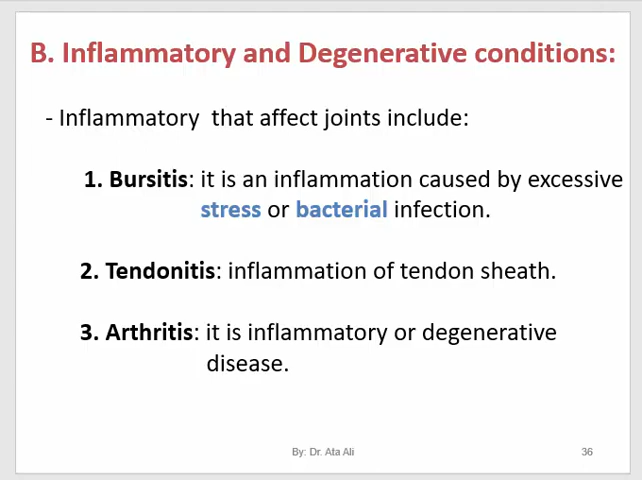 B. Inflammatory and Degenerative conditions:
- Inflammatory that affect joints include:
1. Bursitis: it is an inflammation caused by excessive
stress or bacterial infection.
2. Tendonitis: inflammation of tendon sheath.
3. Arthritis: it is inflammatory or degenerative
disease.
By: Dr. Ata Ali
36